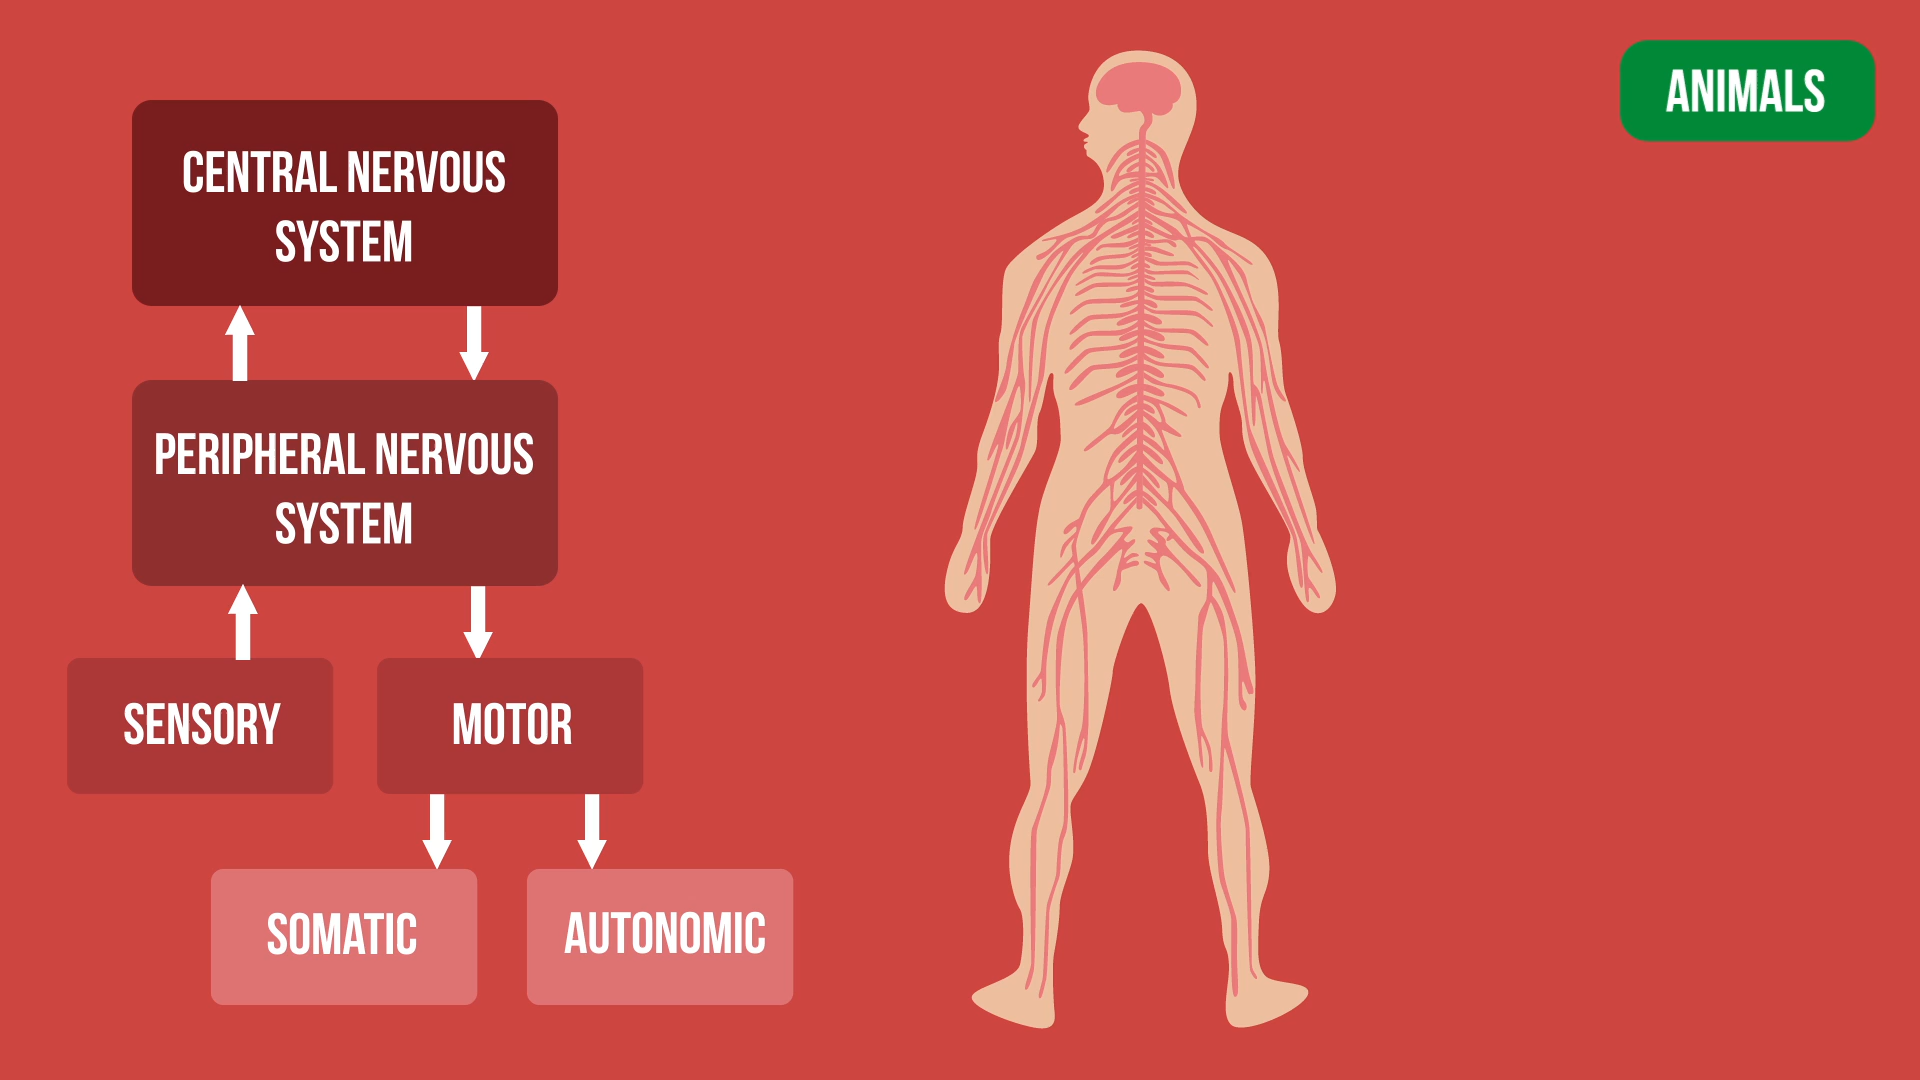 ANIMALS
CENTRAL NERVOUS
SYSTEM
PERIPHERAL NERVOUS
SYSTEM
SENSORY
MOTOR
SOMATIC
AUTONOMIC